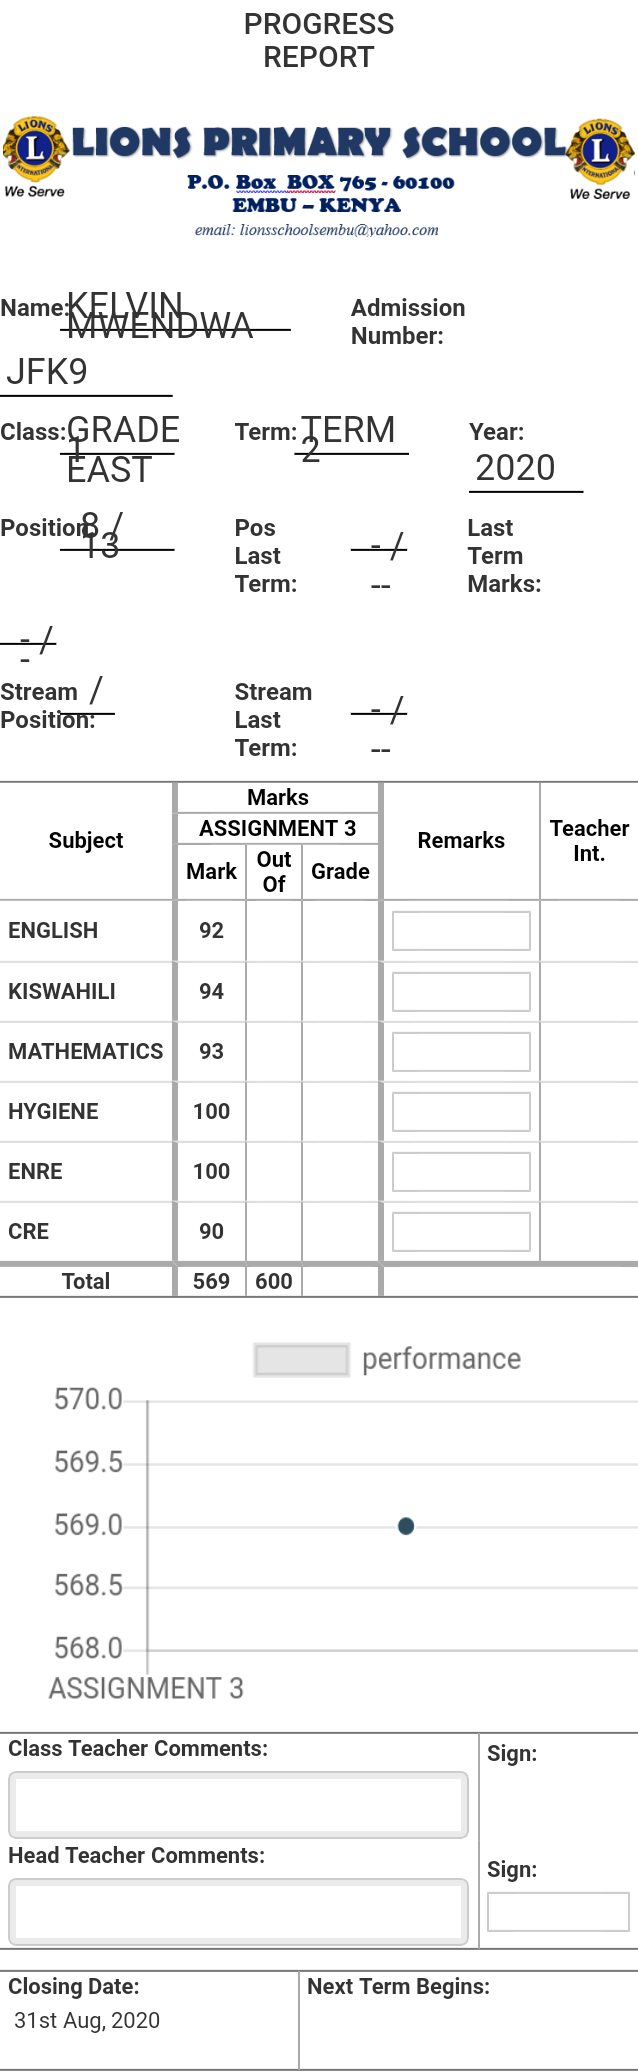 PROGRESS
REPORT
LIONS INTERNATIONAL L LIONS PRIMARY SCHOOL LIONS INTERNATIONAL L
We Serve P.O. Box BOX 765 - 60100 We Serve
EMBU – KENYA
email: lionsschoolsembu@yahoo.com
Name: KELVIN Admission
MWENDWA Number:
JFK9
Class: GRADE Term: TERM Year:
1 2
EAST 2020
Position: 8 / Pos Last
13 Last - / Term
Term: -- Marks:
- /
-
Stream / Stream
Position: Last - /
Term: --
Marks
ASSIGNMENT 3
Subject Mark Out Of Grade Remarks Teacher Int.
ENGLISH 92
KISWAHILI 94
MATHEMATICS 93
HYGIENE 100
ENRE 100
CRE 90
Total 569 600
performance
570.0
569.5
569.0
568.5
568.0
ASSIGNMENT 3
Class Teacher Comments: Sign:
Head Teacher Comments:
Sign:
Closing Date: Next Term Begins:
31st Aug, 2020